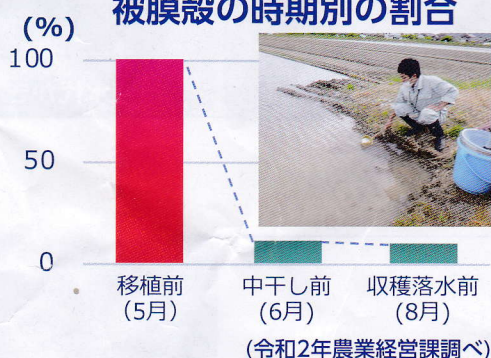 被膜殻の時期別の割合
(%)
100
50
0
移植前
(5月)
中干し前
(6月)
収穫落水前
(8月)
(令和2年農業経営課調べ)